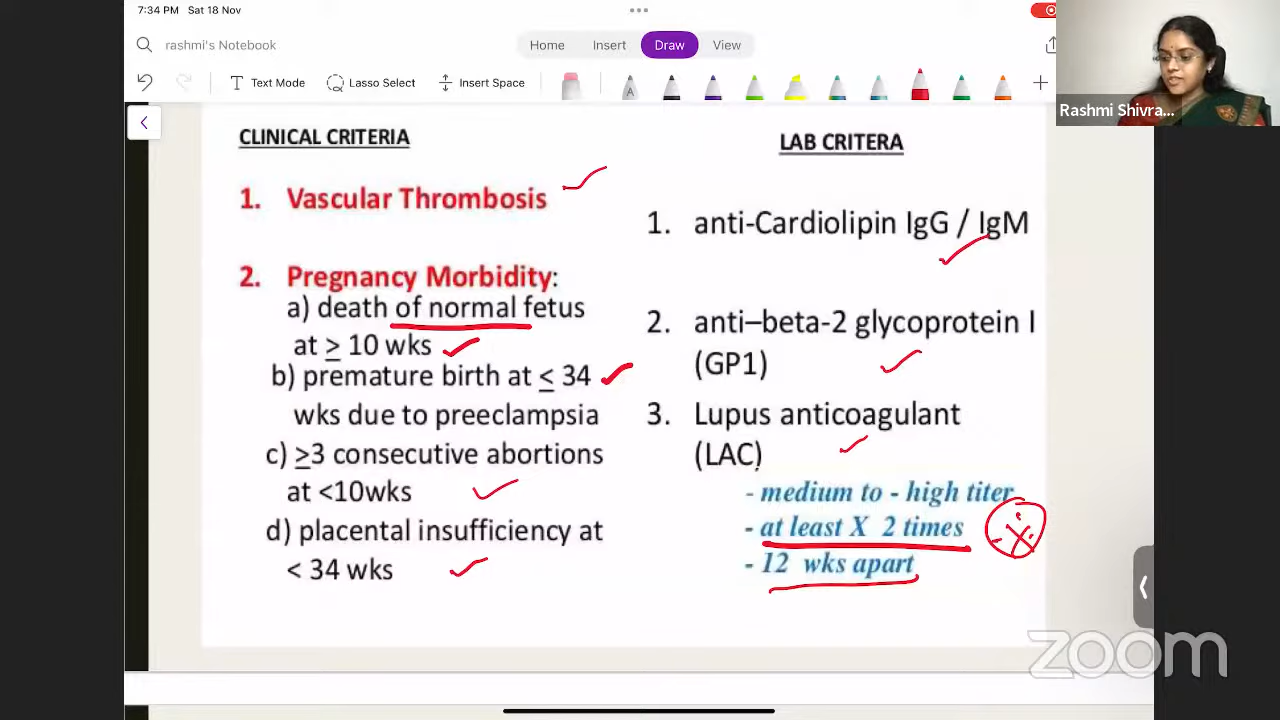 7:34 PM Sat 18 Nov
rashmi's Notebook
Home Insert Draw View
Text Mode Lasso Select Insert Space
A
Rashmi Shivra...
CLINICAL CRITERIA
1. Vascular Thrombosis
2. Pregnancy Morbidity:
a) death of normal fetus
at ≥ 10 wks
b) premature birth at ≤ 34
wks due to preeclampsia
c) ≥3 consecutive abortions
at <10wks
d) placental insufficiency at
< 34 wks
LAB CRITERA
1. anti-Cardiolipin IgG / IgM
2. anti–beta-2 glycoprotein I
(GP1)
3. Lupus anticoagulant
(LAC)
- medium to - high titer
- at least X 2 times
- 12 wks apart
zoom